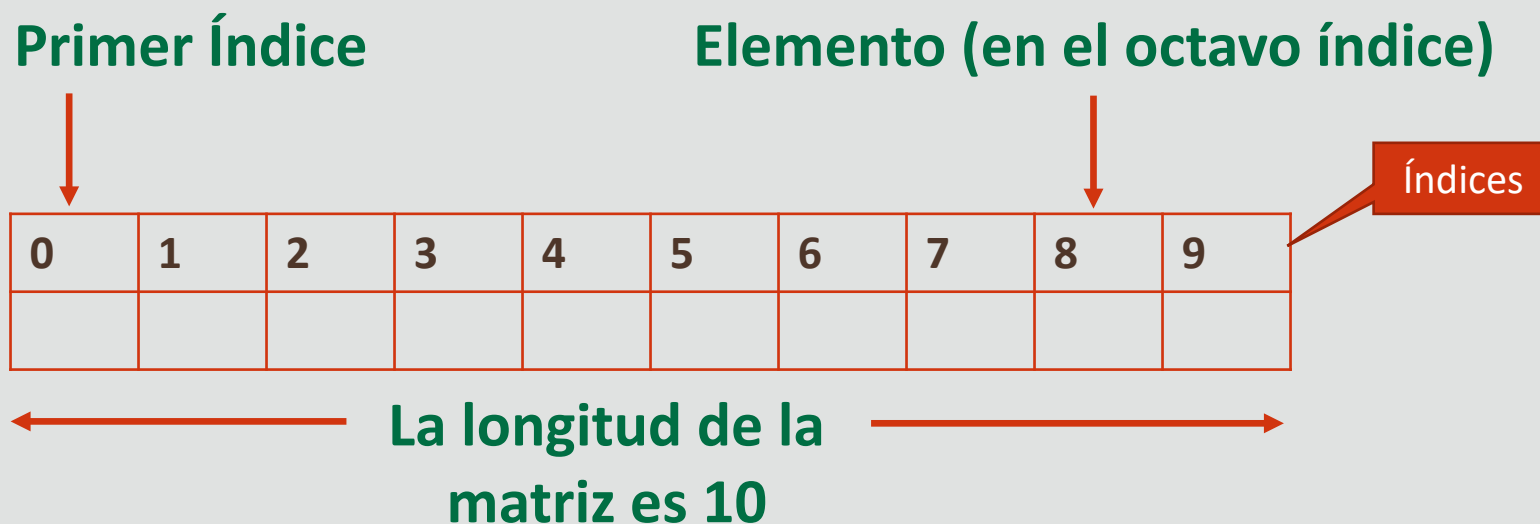 Primer Índice
Elemento (en el octavo índice)
Índices
0 1 2 3 4 5 6 7 8 9
La longitud de la
matriz es 10